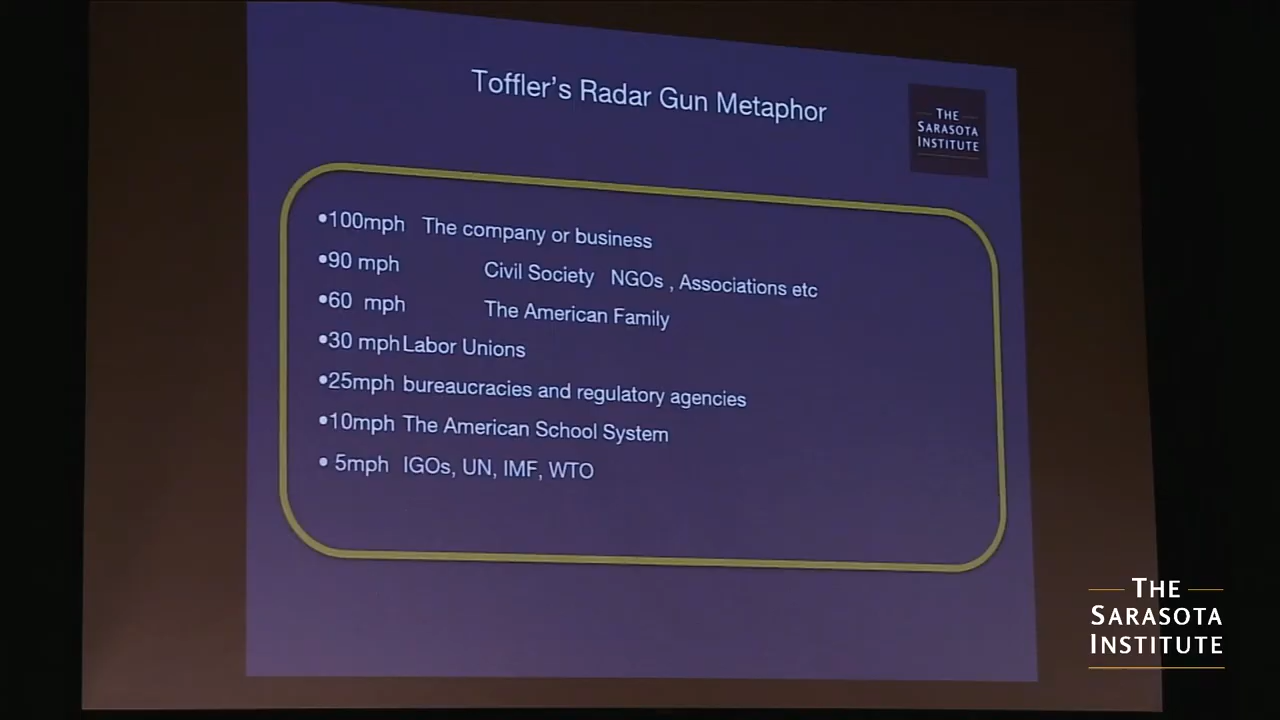 Toffler's Radar Gun Metaphor
THE
SARASOTA
INSTITUTE
•100mph The company or business
•90 mph Civil Society NGOs , Associations etc
•60 mph The American Family
•30 mph Labor Unions
•25mph bureaucracies and regulatory agencies
•10mph The American School System
• 5mph IGOs, UN, IMF, WTO
THE
SARASOTA
INSTITUTE